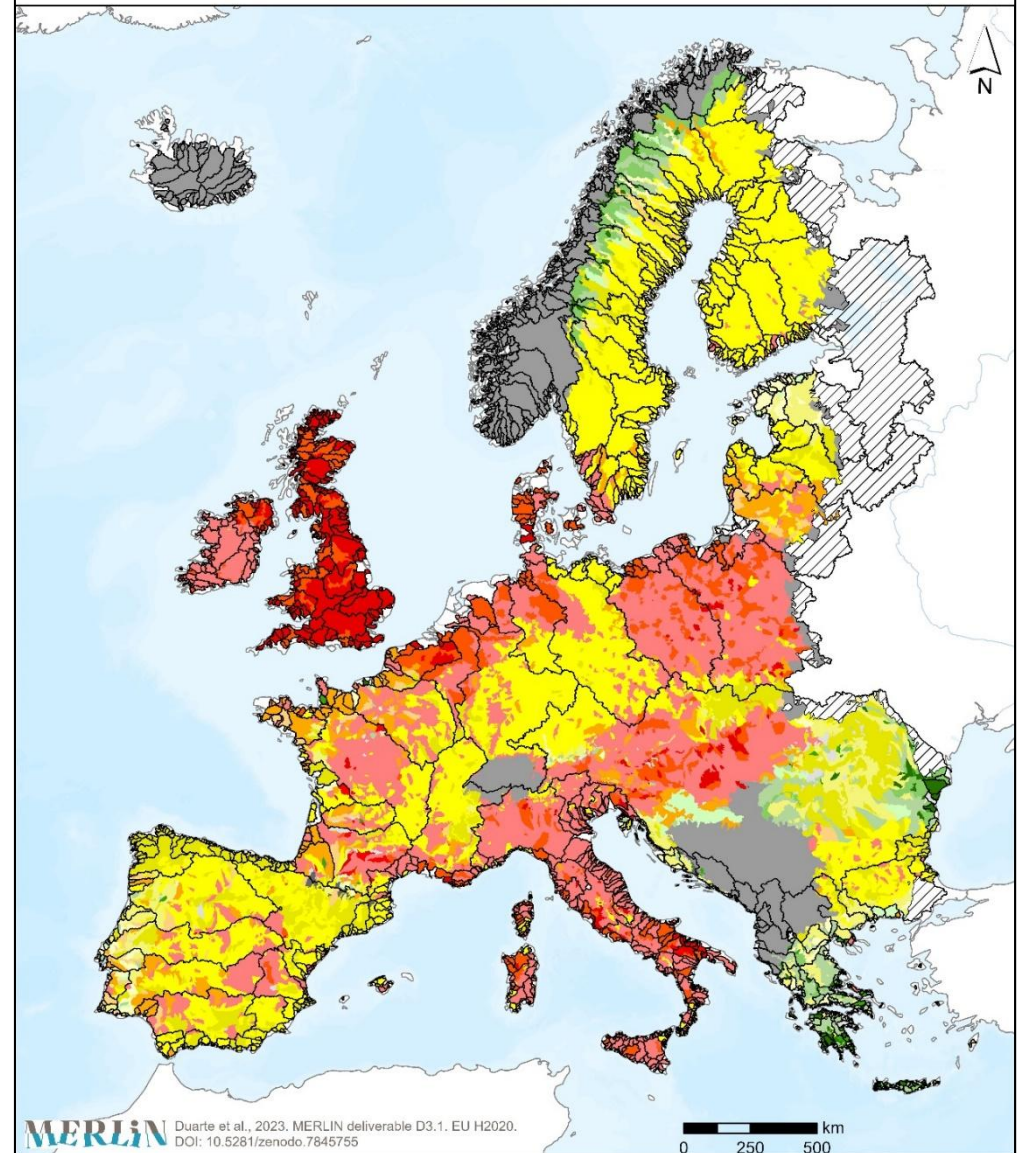 N
MERLIN Duarte et al., 2023. MERLIN deliverable D3.1. EU H2020.
DOI: 10.5281/zenodo.7845755
km
0 250 500